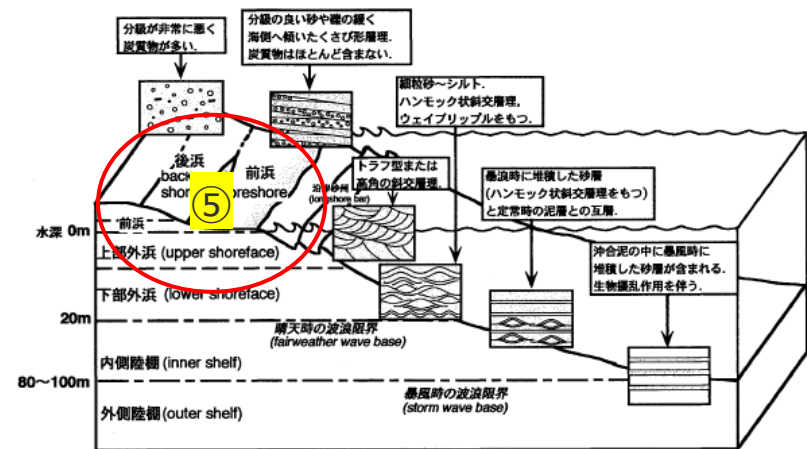 分級が非常に悪く
炭質物が多い.
分級の良い砂や礫の緩く
海側へ傾いたくさび形層理.
炭質物はほとんど含まない.
細粒砂～シルト.
ハンモック状斜交層理,
ウェイブリップルをもつ.
後浜
back
shor
前浜
oreshore
⑤
沿岸砂州
(longshore bar)
トラフ型または
高角の斜交層理.
暴浪時に堆積した砂層
(ハンモック状斜交層理をもつ)
と定常時の泥層との互層.
前浜
水深 0m
上部外浜 (upper shoreface)
沖合泥の中に暴風時に
堆積した砂層が含まれる.
生物擾乱作用を伴う.
下部外浜 (lower shoreface)
20m
晴天時の波浪限界
(fairweather wave base)
内側陸棚 (inner shelf)
80～100m
暴風時の波浪限界
(storm wave base)
外側陸棚 (outer shelf)